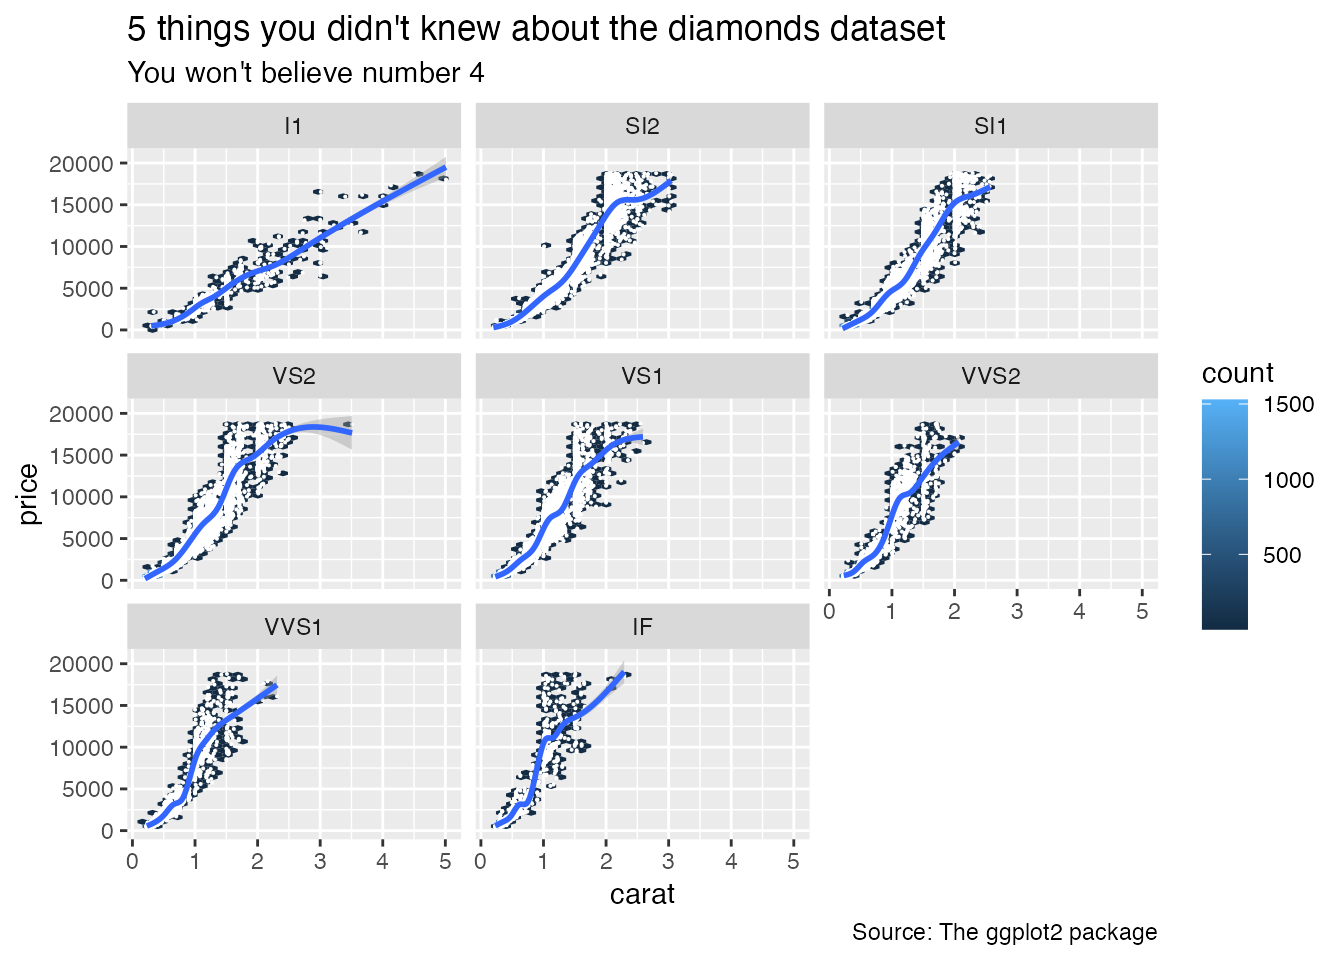 5 things you didn't knew about the diamonds dataset
You won't believe number 4
I1
SI2
SI1
20000
15000
10000
5000
0
VS2
VS1
VVS2
20000
15000
10000
5000
0
0 1 2 3 4 5
VVS1
IF
20000
15000
10000
5000
0
0 1 2 3 4 5
0 1 2 3 4 5
price
carat
count
1500
1000
500
Source: The ggplot2 package